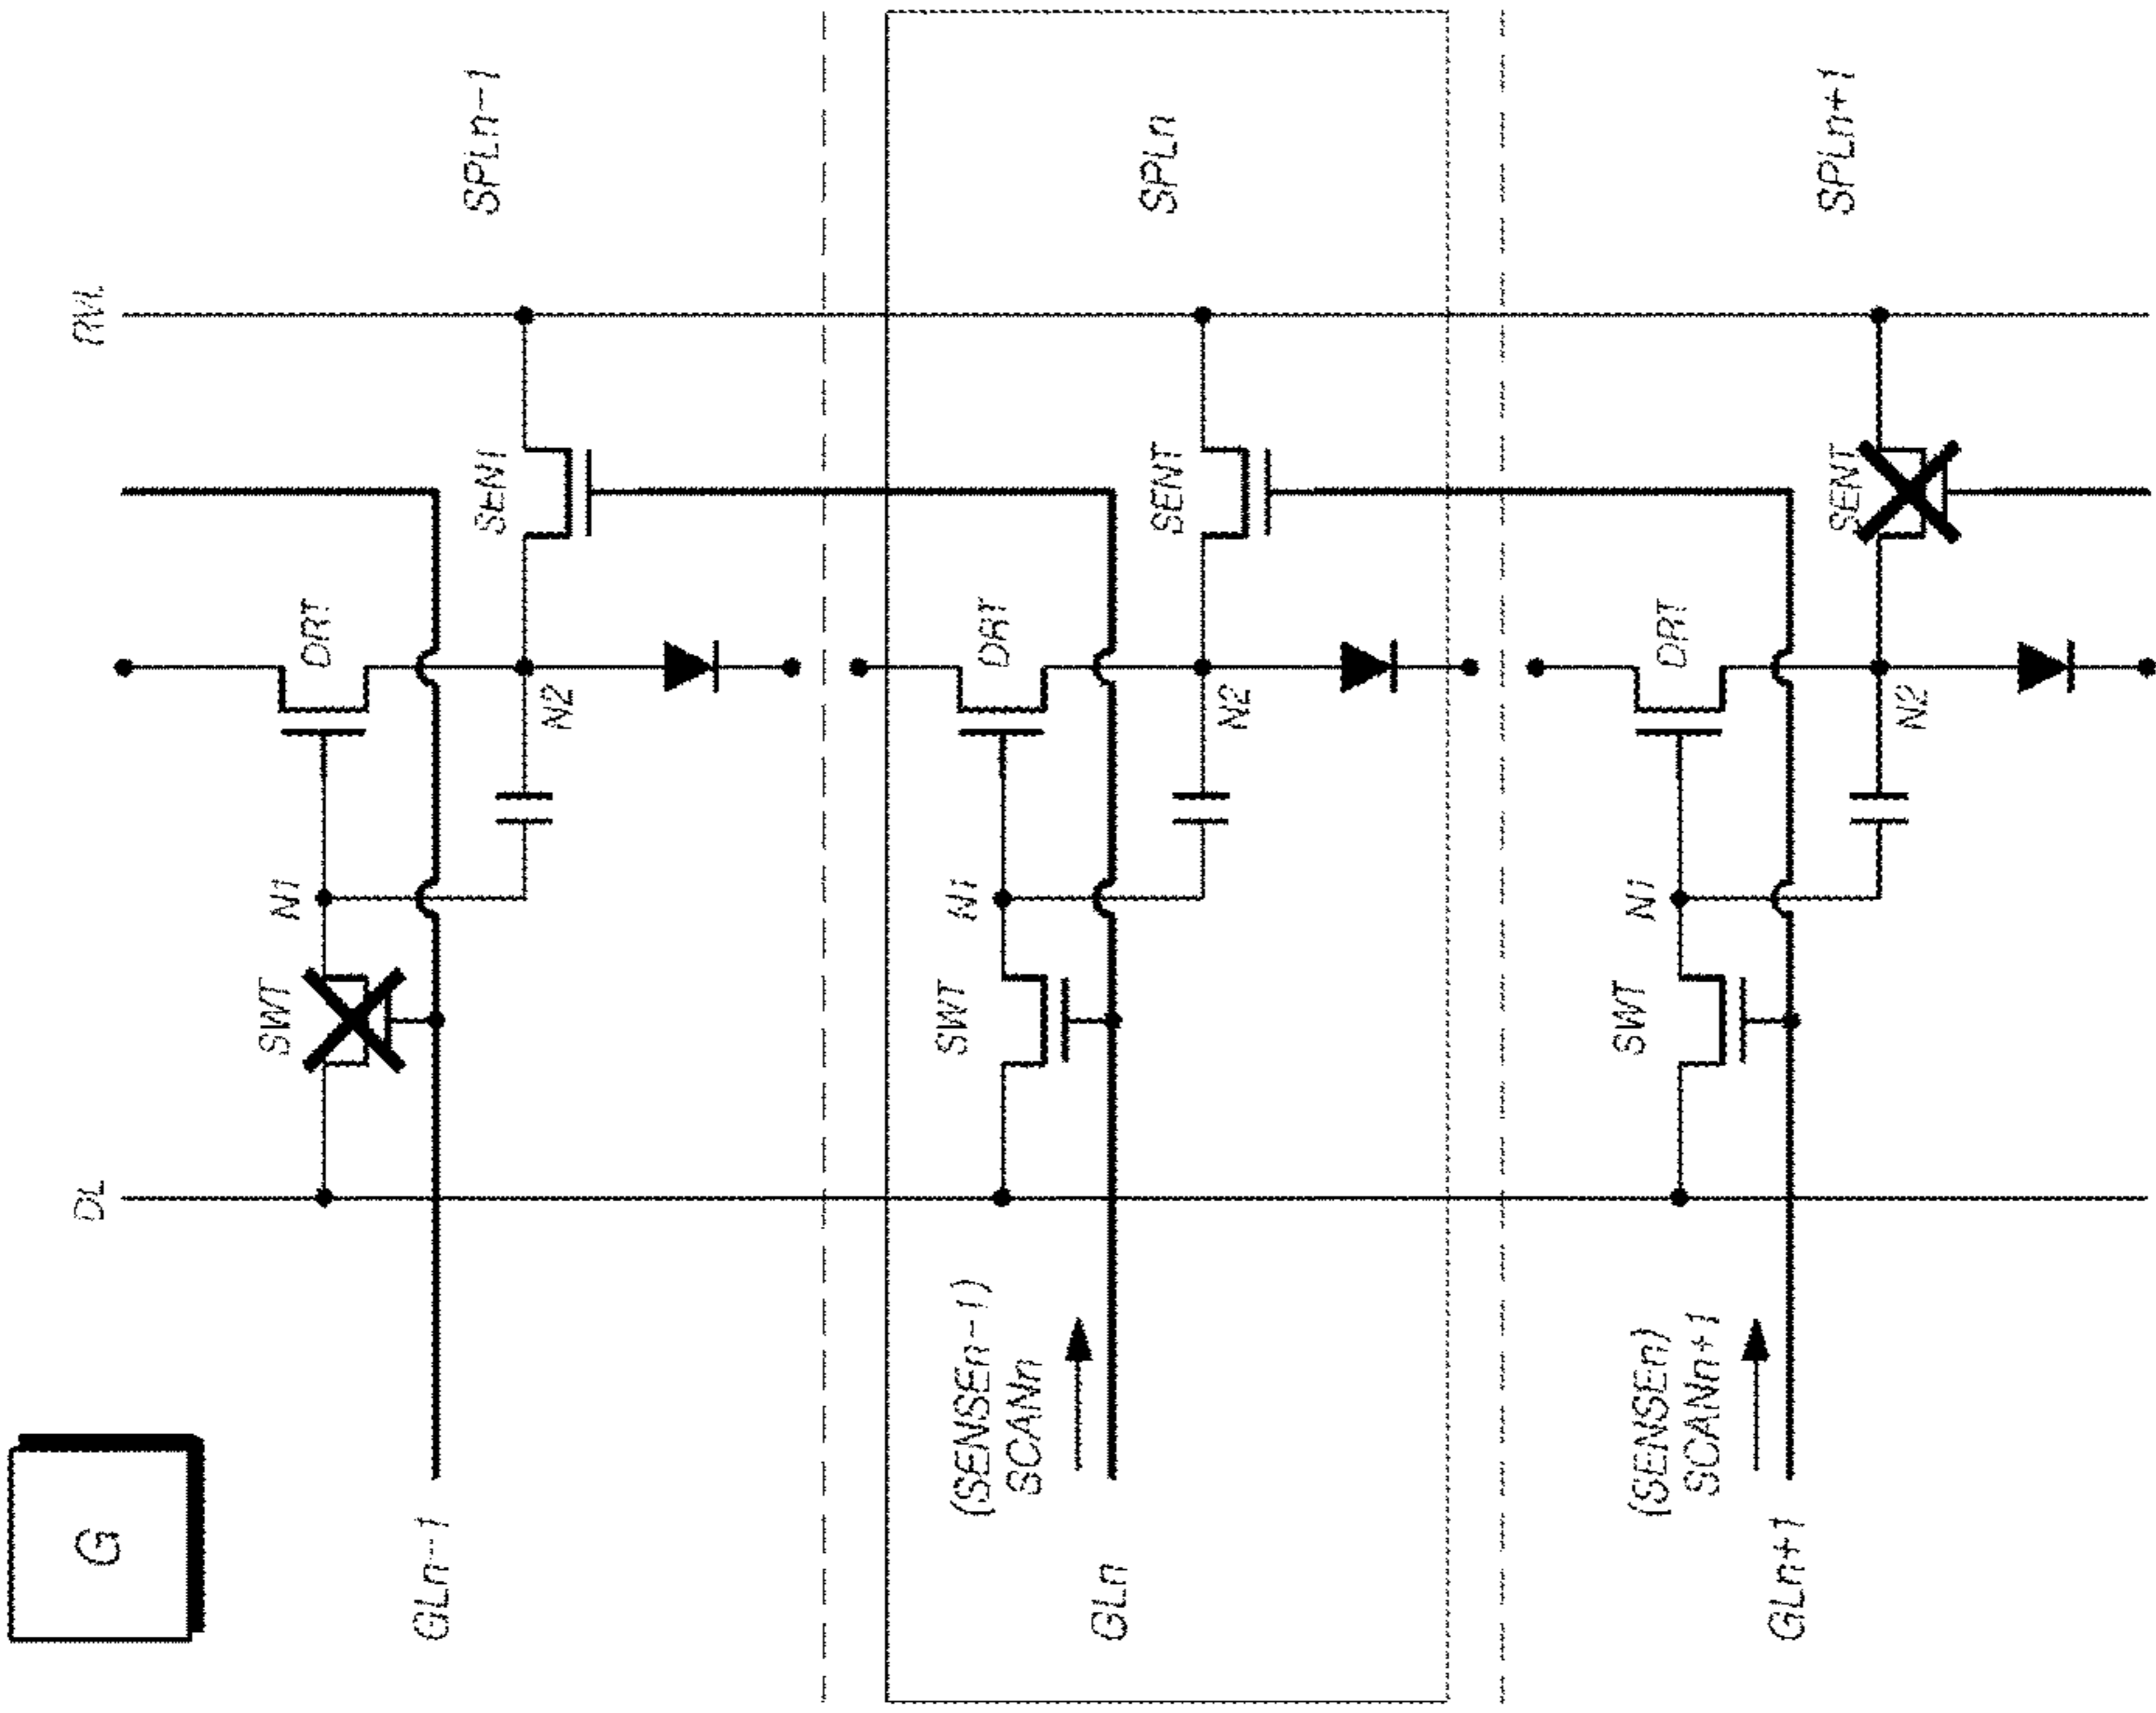 G
DL
RVL
SWT
N1
DRT
N2
SENT
GLn-1
SPLn-1
(SENSEn-1)
SCANn
SWT
N1
DRT
N2
SENT
GLn
SPLn
(SENSEn)
SCANn+1
SWT
N1
DRT
N2
SENT
GLn+1
SPLn+1